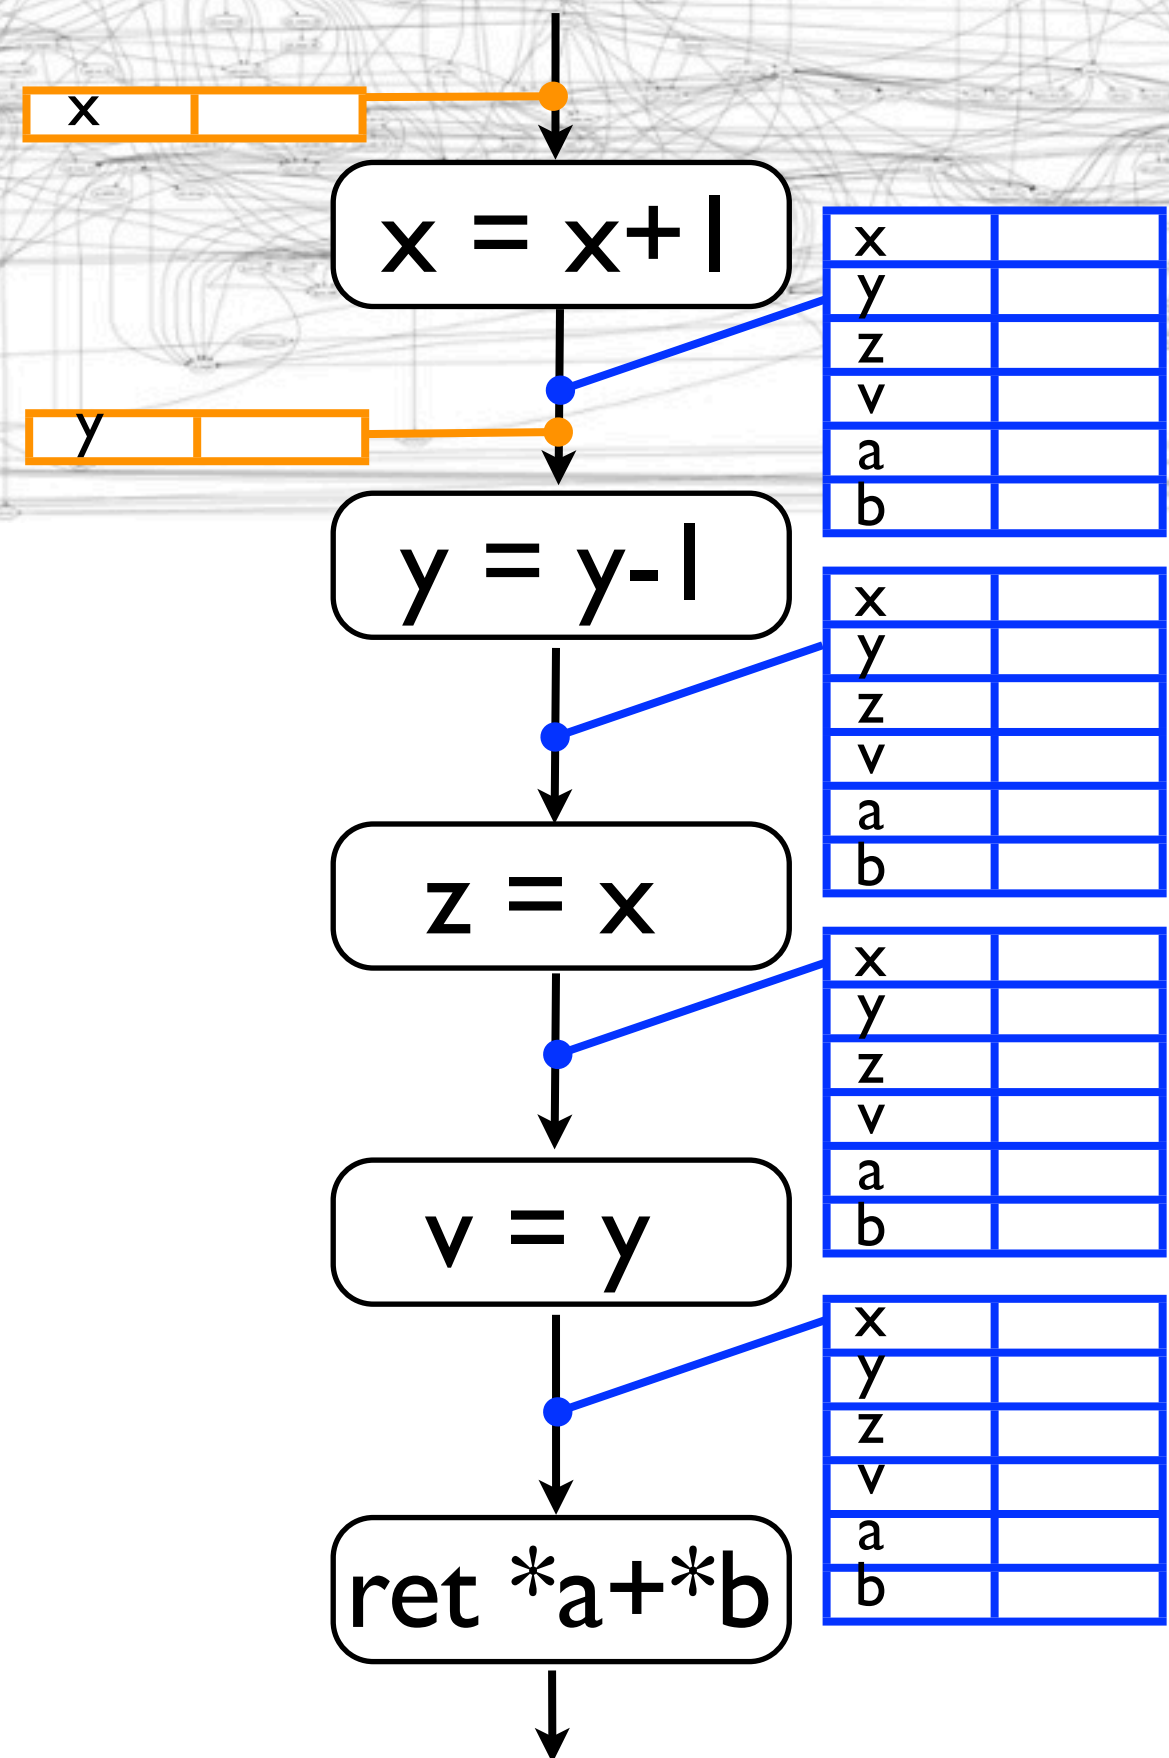 x
x = x+1
x
y
z
v
a
b
y
y = y-1
x
y
z
v
a
b
z = x
x
y
z
v
a
b
v = y
x
y
z
v
a
b
ret *a+*b